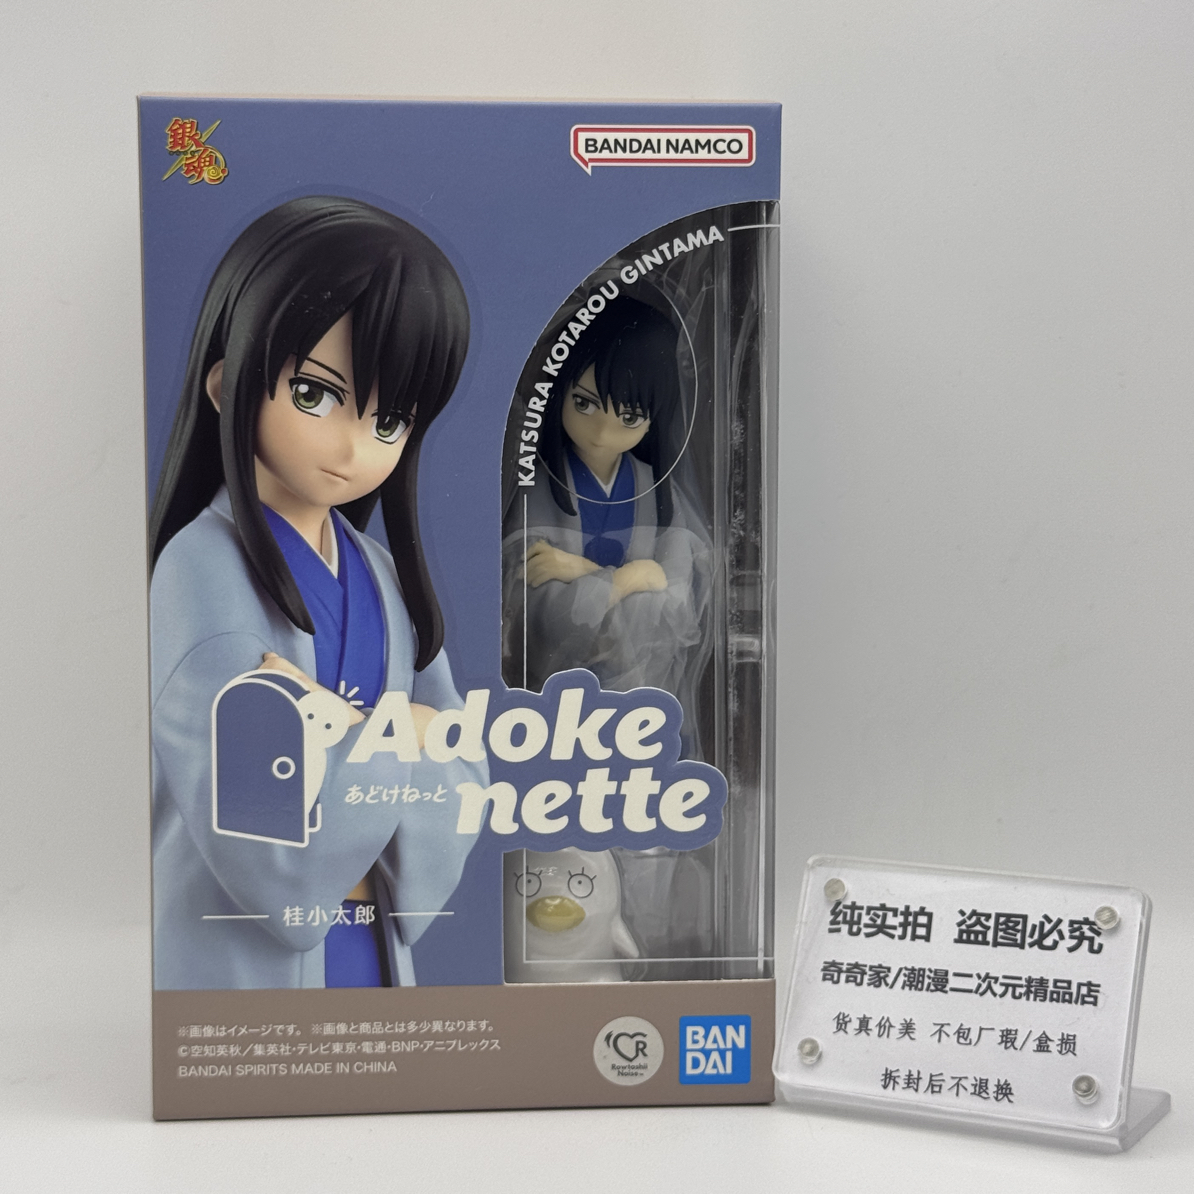 銀魂
BANDAI NAMCO
KATSURA KOTAROU GINTAMA
Adoke
あどけねっと nette
桂小太郎
※画像はイメージです。 ※画像と商品とは多少異なります。
©空知英秋／集英社・テレビ東京・電通・BNP・アニプレックス
BANDAI SPIRITS MADE IN CHINA
Kowtoshii
Noise
BAN
DAI
纯实拍 盗图必究
奇奇家/潮漫二次元精品店
货真价美 不包厂瑕/盒损
拆封后不退换